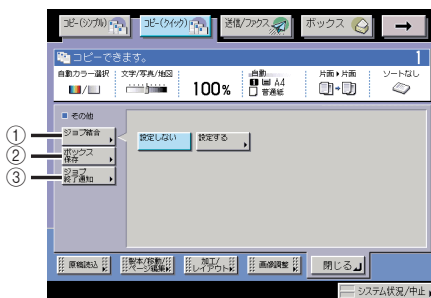 コピー(シンプル)
コピー(クイック)
送信/ファクス
ボックス
→
コピーできます。
1
自動カラー選択
文字/写真/地図
100%
自動
A4
普通紙
片面▶片面
ソートなし
■ その他
① ジョブ結合
② ボックス
保存
③ ジョブ
終了通知
設定しない
設定する
原稿読込
製本/移動/
ページ編集
加工/
レイアウト
画像調整
閉じる
システム状況/中止